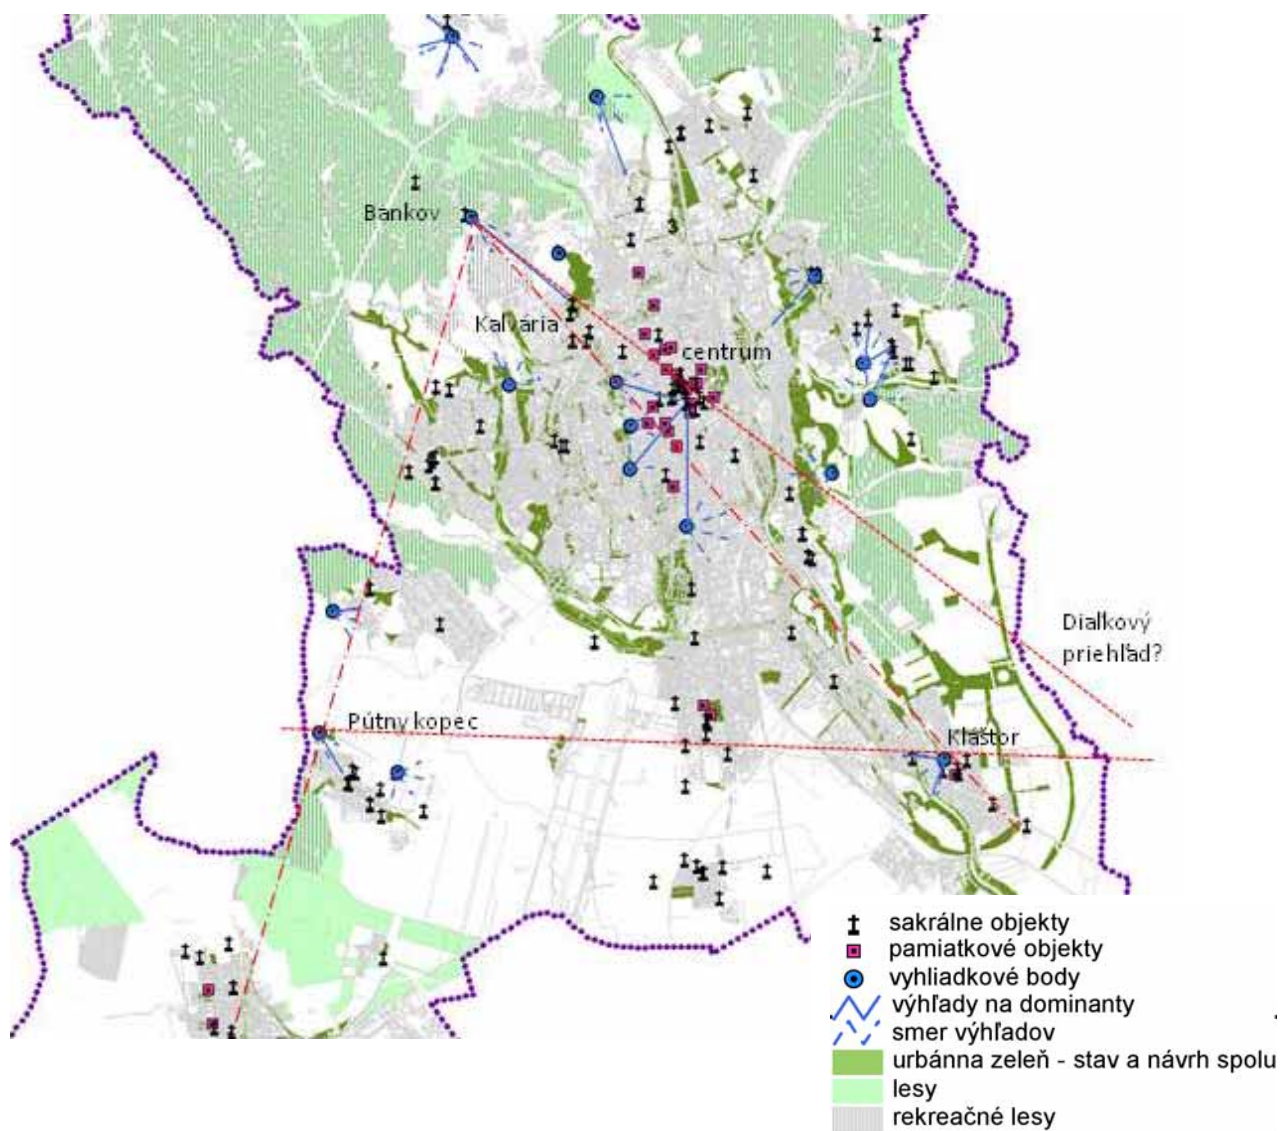 Bankov
Kalvária
centrum
Diaľkový
priehľad?
Pútny kopec
Kláštor
sakrálne objekty
pamiatkové objekty
vyhliadkové body
výhľady na dominanty
smer výhľadov
urbánna zeleň - stav a návrh spolu
lesy
rekreačné lesy